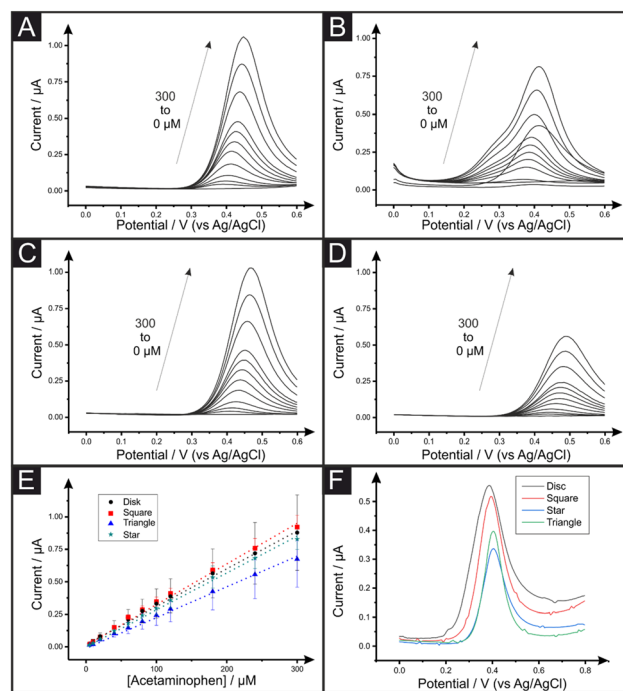 A
Current / µA
1.00
0.75
0.50
0.25
0.00
300
to
0 µM
0.0 0.1 0.2 0.3 0.4 0.5 0.6
Potential / V (vs Ag/AgCl)
B
Current / µA
1.00
0.75
0.50
0.25
0.00
300
to
0 µM
0.0 0.1 0.2 0.3 0.4 0.5 0.6
Potential / V (vs Ag/AgCl)
C
Current / µA
1.00
0.75
0.50
0.25
0.00
300
to
0 µM
0.0 0.1 0.2 0.3 0.4 0.5 0.6
Potential / V (vs Ag/AgCl)
D
Current / µA
1.00
0.75
0.50
0.25
0.00
300
to
0 µM
0.0 0.1 0.2 0.3 0.4 0.5 0.6
Potential / V (vs Ag/AgCl)
E
Current / µA
1.00
0.75
0.50
0.25
0.00
Disk
Square
Triangle
Star
0 100 200 300
[Acetaminophen] / µM
F
Current / µA
0.5
0.4
0.3
0.2
0.1
0.0
Disc
Square
Star
Triangle
0.0 0.2 0.4 0.6 0.8
Potential / V (vs Ag/AgCl)